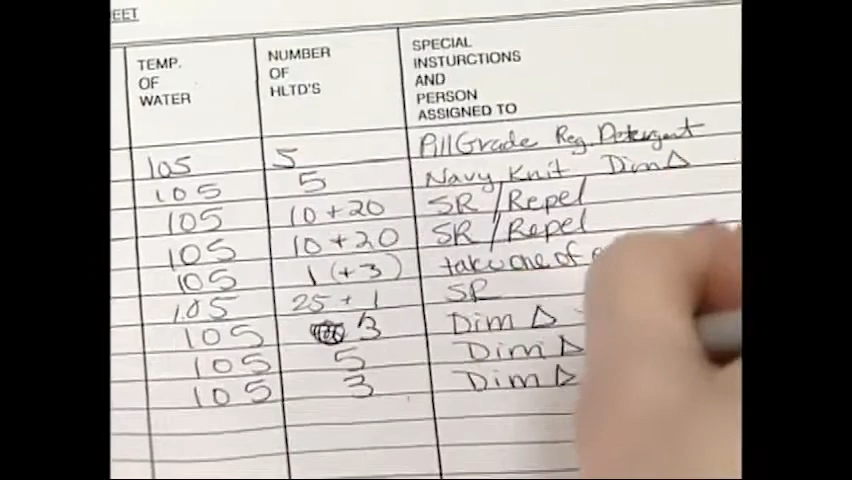 EET
TEMP. OF WATER NUMBER OF HLTD'S SPECIAL INSTURCTIONS AND PERSON ASSIGNED TO
105 5 PillGrade Reg. Detergent
105 5 Navy Knit Dim Δ
105 10 + 20 SR / Repel
105 10 + 20 SR / Repel
105 1 (+3) take one of
105 25 + 1 SR
105 3 Dim Δ
105 5 Dim Δ
105 3 Dim Δ